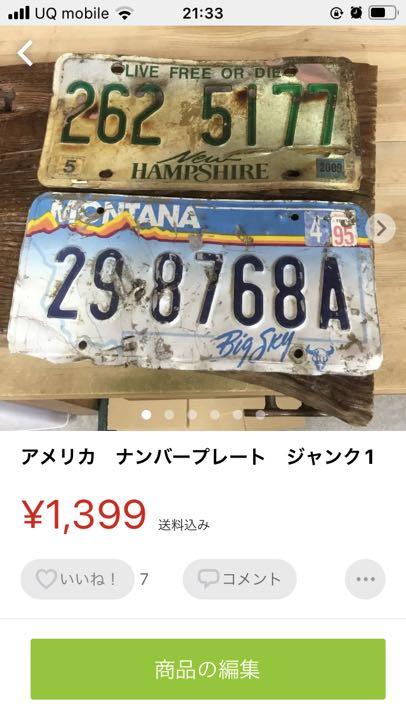 UQ mobile
21:33
LIVE FREE OR DIE
262 5177
5
New
2009
HAMPSHIRE
MONTANA
4 95
29 8768A
Big Sky
アメリカ ナンバープレート ジャンク1
¥1,399 送料込み
いいね! 7
コメント
商品の編集